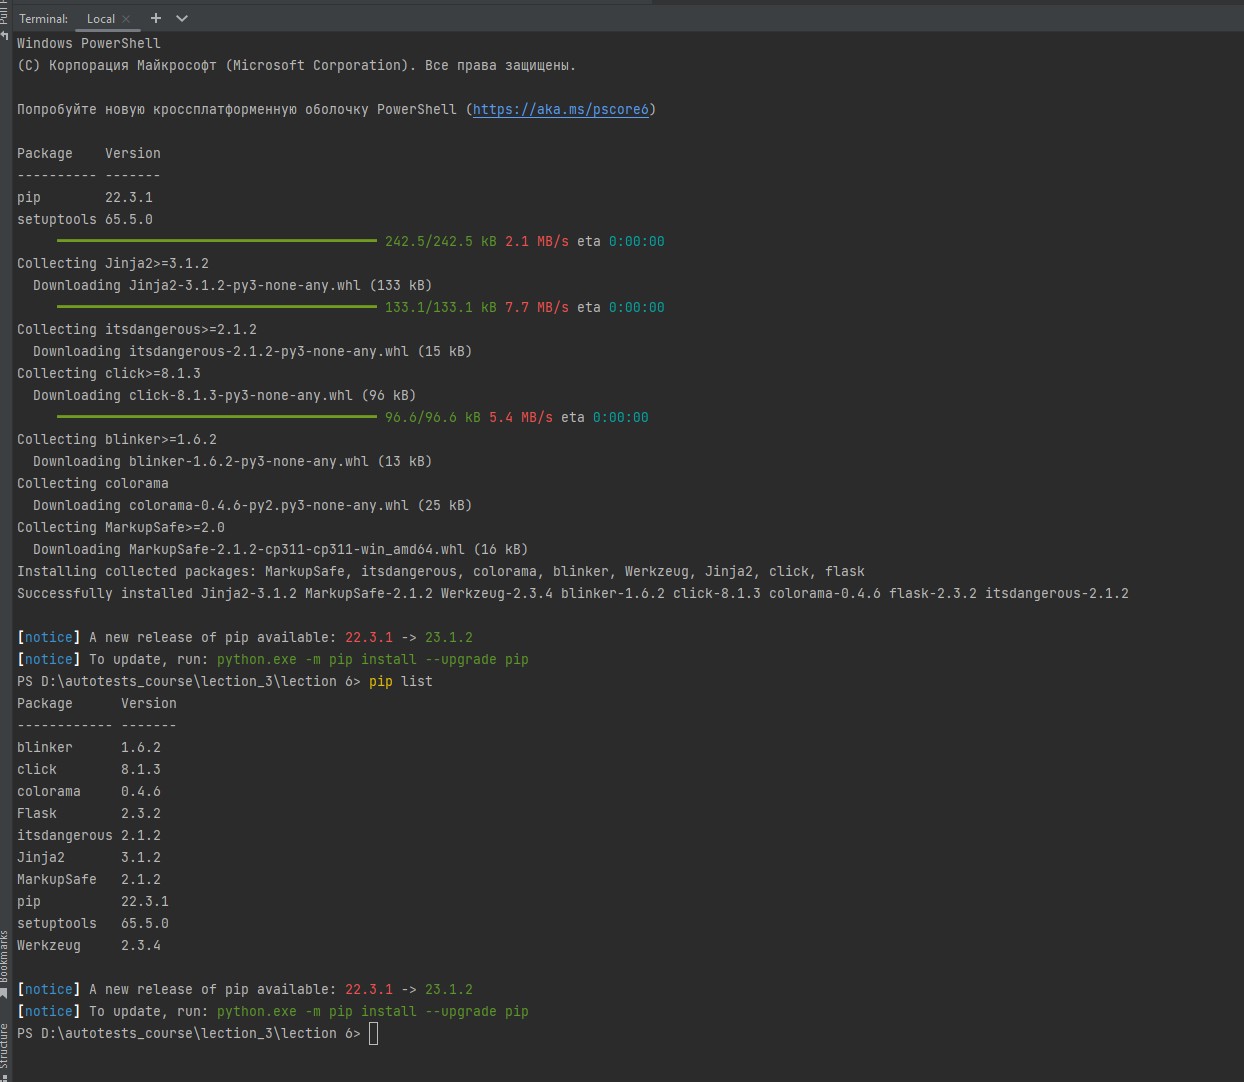 Pull
Terminal: Local × + ∨
Windows PowerShell
(C) Корпорация Майкрософт (Microsoft Corporation). Все права защищены.
Попробуйте новую кроссплатформенную оболочку PowerShell (https://aka.ms/pscore6)
Package    Version
---------- -------
pip        22.3.1
setuptools 65.5.0
242.5/242.5 kB 2.1 MB/s eta 0:00:00
Collecting Jinja2>=3.1.2
  Downloading Jinja2-3.1.2-py3-none-any.whl (133 kB)
133.1/133.1 kB 7.7 MB/s eta 0:00:00
Collecting itsdangerous>=2.1.2
  Downloading itsdangerous-2.1.2-py3-none-any.whl (15 kB)
Collecting click>=8.1.3
  Downloading click-8.1.3-py3-none-any.whl (96 kB)
96.6/96.6 kB 5.4 MB/s eta 0:00:00
Collecting blinker>=1.6.2
  Downloading blinker-1.6.2-py3-none-any.whl (13 kB)
Collecting colorama
  Downloading colorama-0.4.6-py2.py3-none-any.whl (25 kB)
Collecting MarkupSafe>=2.0
  Downloading MarkupSafe-2.1.2-cp311-cp311-win_amd64.whl (16 kB)
Installing collected packages: MarkupSafe, itsdangerous, colorama, blinker, Werkzeug, Jinja2, click, flask
Successfully installed Jinja2-3.1.2 MarkupSafe-2.1.2 Werkzeug-2.3.4 blinker-1.6.2 click-8.1.3 colorama-0.4.6 flask-2.3.2 itsdangerous-2.1.2
[notice] A new release of pip available: 22.3.1 -> 23.1.2
[notice] To update, run: python.exe -m pip install --upgrade pip
PS D:\autotests_course\lection_3\lection 6> pip list
Package      Version
------------ -------
blinker      1.6.2
click        8.1.3
colorama     0.4.6
Flask        2.3.2
itsdangerous 2.1.2
Jinja2       3.1.2
MarkupSafe   2.1.2
pip          22.3.1
setuptools   65.5.0
Werkzeug     2.3.4
[notice] A new release of pip available: 22.3.1 -> 23.1.2
[notice] To update, run: python.exe -m pip install --upgrade pip
PS D:\autotests_course\lection_3\lection 6>
Bookmarks
Structure